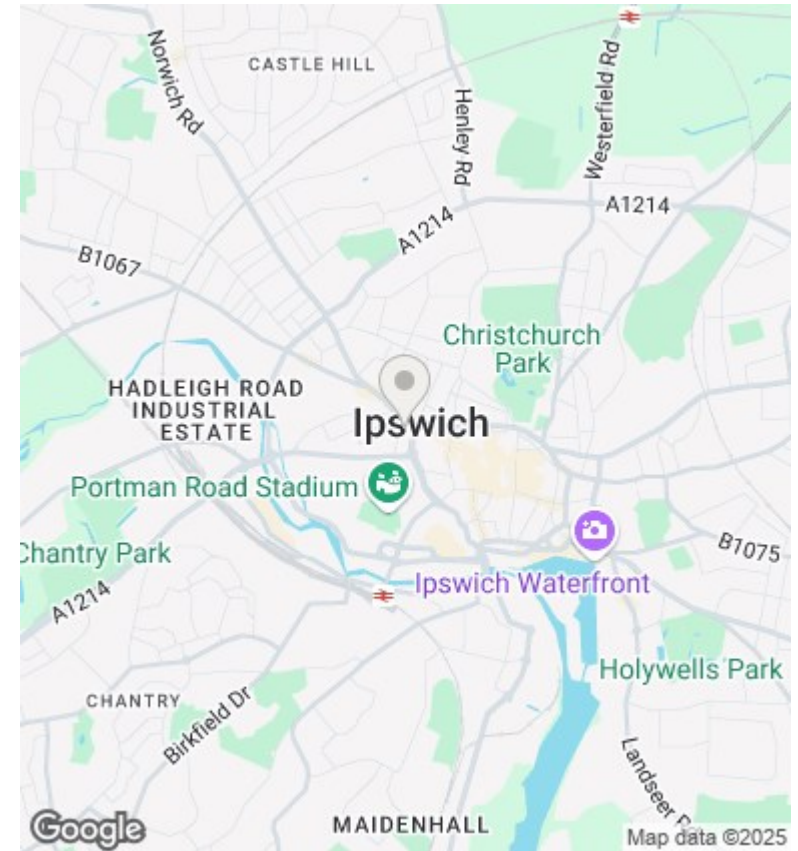 CASTLE HILL
Norwich Rd
Henley Rd
Westerfield Rd
A1214
A1214
B1067
Christchurch
Park
HADLEIGH ROAD
INDUSTRIAL
ESTATE
Ipswich
Portman Road Stadium
Chantry Park
B1075
Ipswich Waterfront
A1214
Holywells Park
CHANTRY
Birkfield Dr
Landseer
MAIDENHALL
Google
Map data ©2025